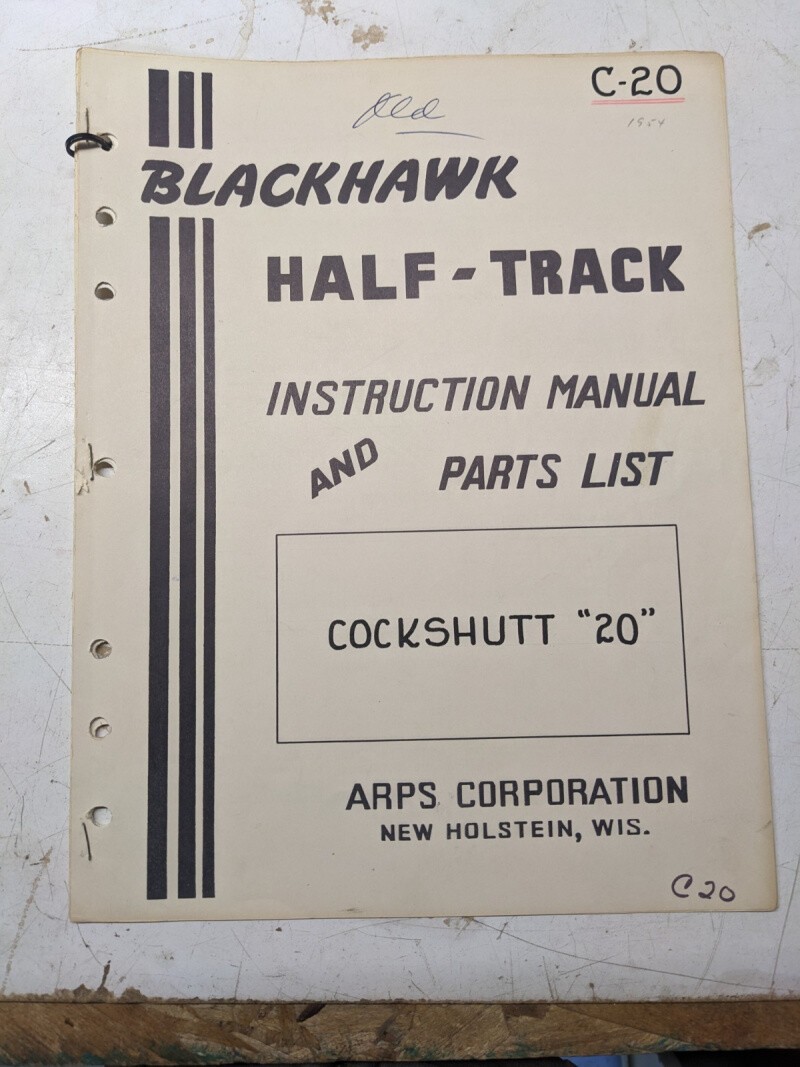 Old
C-20
1954
BLACKHAWK
HALF-TRACK
INSTRUCTION MANUAL
AND PARTS LIST
COCKSHUTT "20"
ARPS CORPORATION
NEW HOLSTEIN, WIS.
C20